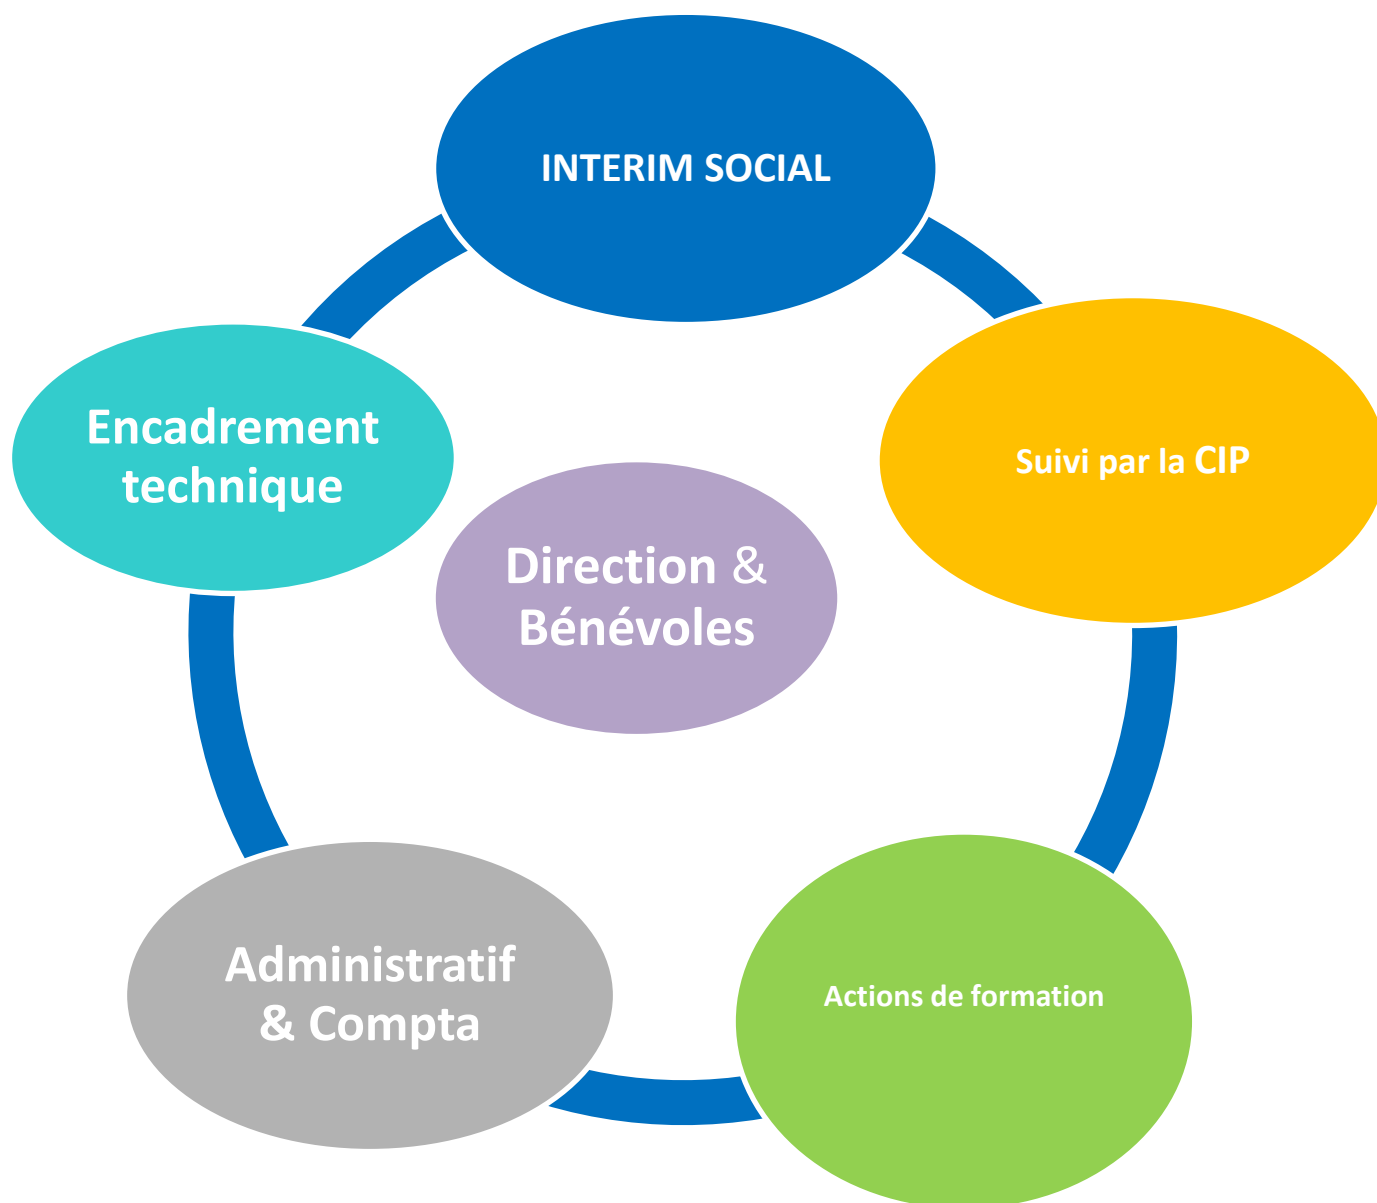 INTERIM SOCIAL
Encadrement
technique
Suivi par la CIP
Direction &
Bénévoles
Administratif
& Compta
Actions de formation